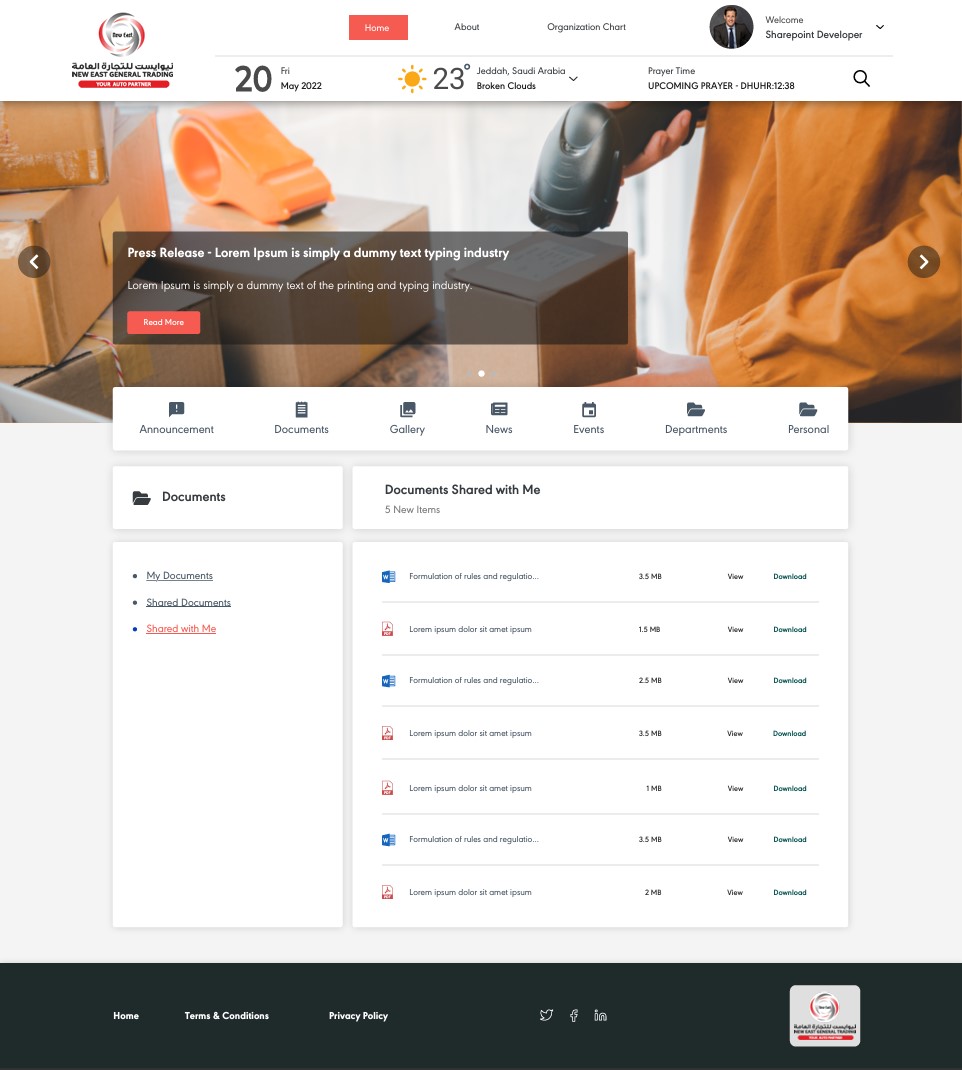 New East
نيوايست للتجارة العامة
NEW EAST GENERAL TRADING
YOUR AUTO PARTNER
Home
About
Organization Chart
Welcome
Sharepoint Developer
20
Fri
May 2022
23°
Jeddah, Saudi Arabia
Broken Clouds
Prayer Time
UPCOMING PRAYER - DHUHR:12:38
Press Release - Lorem Ipsum is simply a dummy text typing industry
Lorem Ipsum is simply a dummy text of the printing and typing industry.
Read More
Announcement
Documents
Gallery
News
Events
Departments
Personal
Documents
Documents Shared with Me
5 New Items
My Documents
Shared Documents
Shared with Me
W Formulation of rules and regulatio... 3.5 MB View Download
PDF Lorem ipsum dolor sit amet ipsum 1.5 MB View Download
W Formulation of rules and regulatio... 2.5 MB View Download
PDF Lorem ipsum dolor sit amet ipsum 3.5 MB View Download
PDF Lorem ipsum dolor sit amet ipsum 1 MB View Download
W Formulation of rules and regulatio... 3.5 MB View Download
PDF Lorem ipsum dolor sit amet ipsum 2 MB View Download
Home
Terms & Conditions
Privacy Policy
New East
نيوايست للتجارة العامة
NEW EAST GENERAL TRADING
YOUR AUTO PARTNER